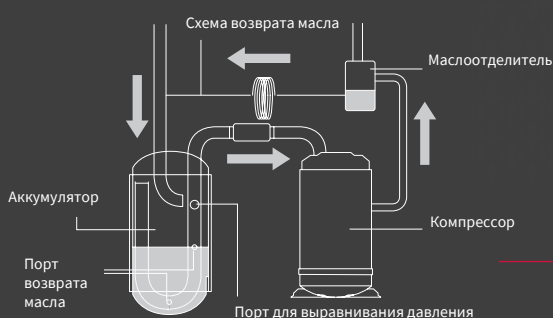 Схема возврата масла
Маслоотделитель
Аккумулятор
Компрессор
Порт
возврата
масла
Порт для выравнивания давления